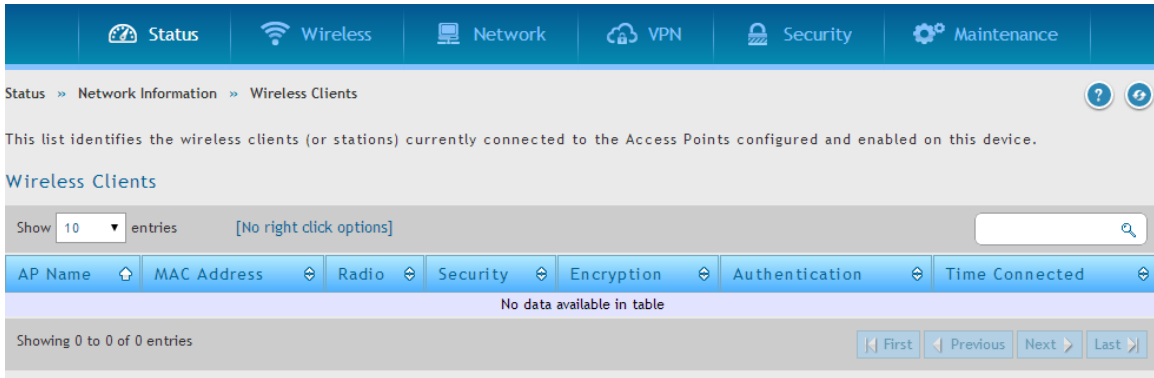 Status Wireless Network VPN Security Maintenance
Status » Network Information » Wireless Clients ?
This list identifies the wireless clients (or stations) currently connected to the Access Points configured and enabled on this device.
Wireless Clients
Show 10 entries [No right click options]
AP Name MAC Address Radio Security Encryption Authentication Time Connected
No data available in table
Showing 0 to 0 of 0 entries First Previous Next Last